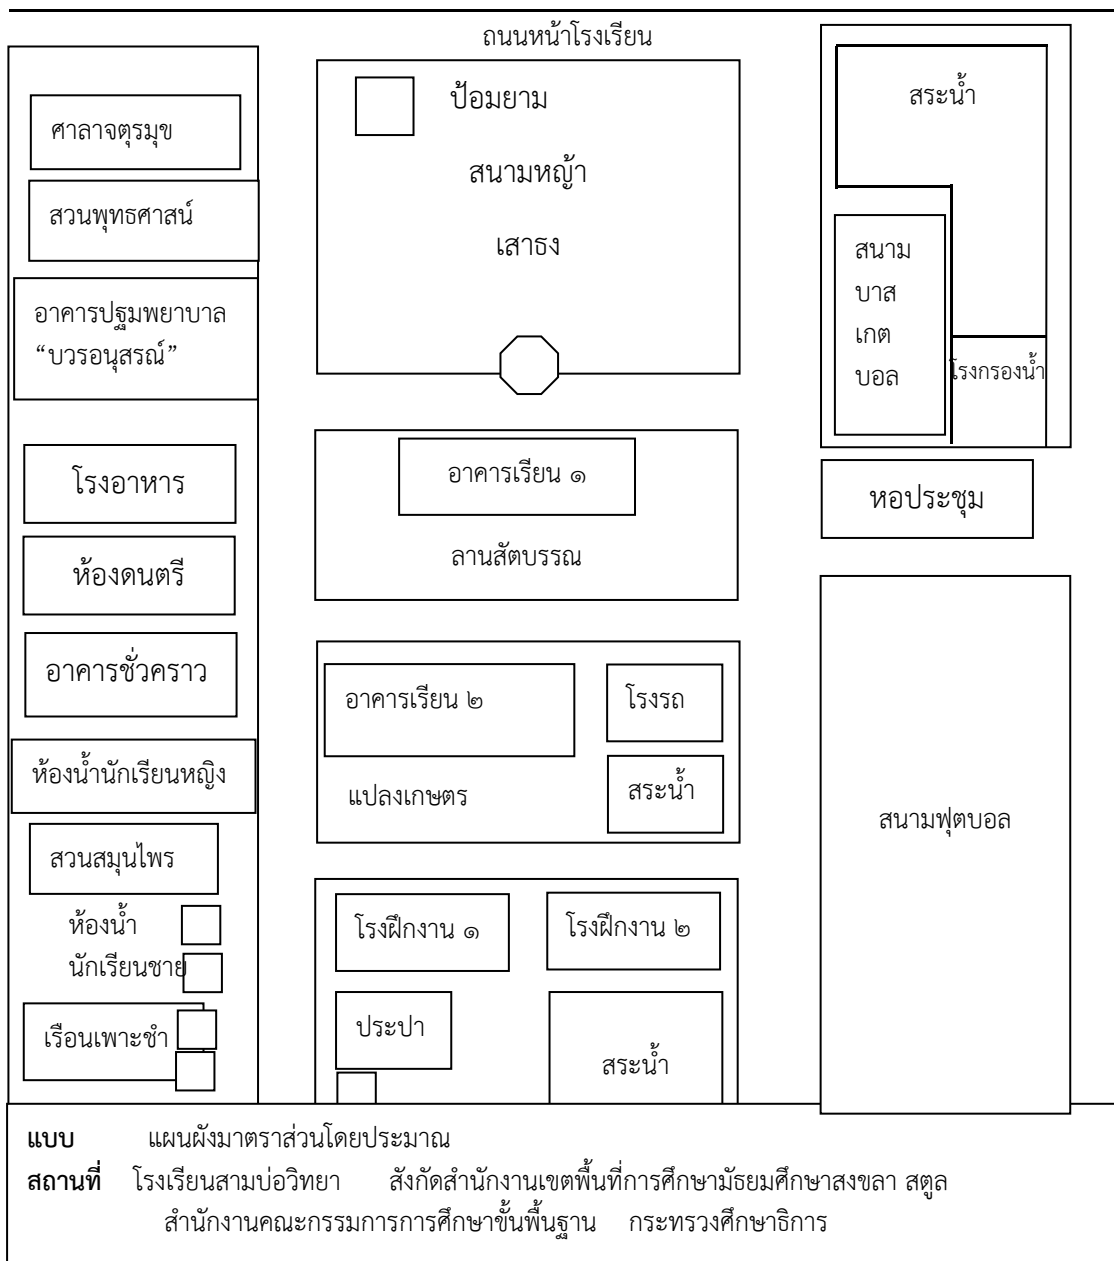 ถนนหน้าโรงเรียน
ศาลาจตุรมุข
สวนพุทธศาสน์
อาคารปฐมพยาบาล
“บวรอนุสรณ์”
โรงอาหาร
ห้องดนตรี
อาคารชั่วคราว
ห้องน้ำนักเรียนหญิง
สวนสมุนไพร
ห้องน้ำ
นักเรียนชาย
เรือนเพาะชำ
ป้อมยาม
สนามหญ้า
เสาธง
อาคารเรียน ๑
ลานสัตบรรณ
อาคารเรียน ๒
โรงรถ
แปลงเกษตร
สระน้ำ
โรงฝึกงาน ๑
โรงฝึกงาน ๒
ประปา
สระน้ำ
สระน้ำ
สนาม
บาส
เกต
บอล
โรงกรองน้ำ
หอประชุม
สนามฟุตบอล
แบบ แผนผังมาตราส่วนโดยประมาณ
สถานที่ โรงเรียนสามบ่อวิทยา สังกัดสำนักงานเขตพื้นที่การศึกษามัธยมศึกษาสงขลา สตูล
สำนักงานคณะกรรมการการศึกษาขั้นพื้นฐาน กระทรวงศึกษาธิการ